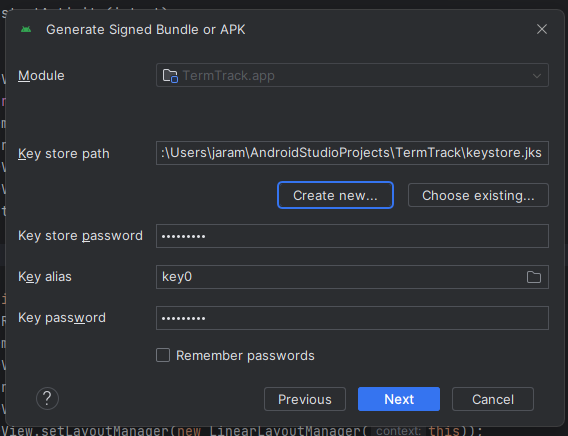 Generate Signed Bundle or APK
Module
TermTrack.app
Key store path
:\Users\jaram\AndroidStudioProjects\TermTrack\keystore.jks
Create new...
Choose existing...
Key store password
•••••••••
Key alias
key0
Key password
•••••••••
Remember passwords
?
Previous
Next
Cancel
View.setLayoutManager(new LinearLayoutManager( context: this));